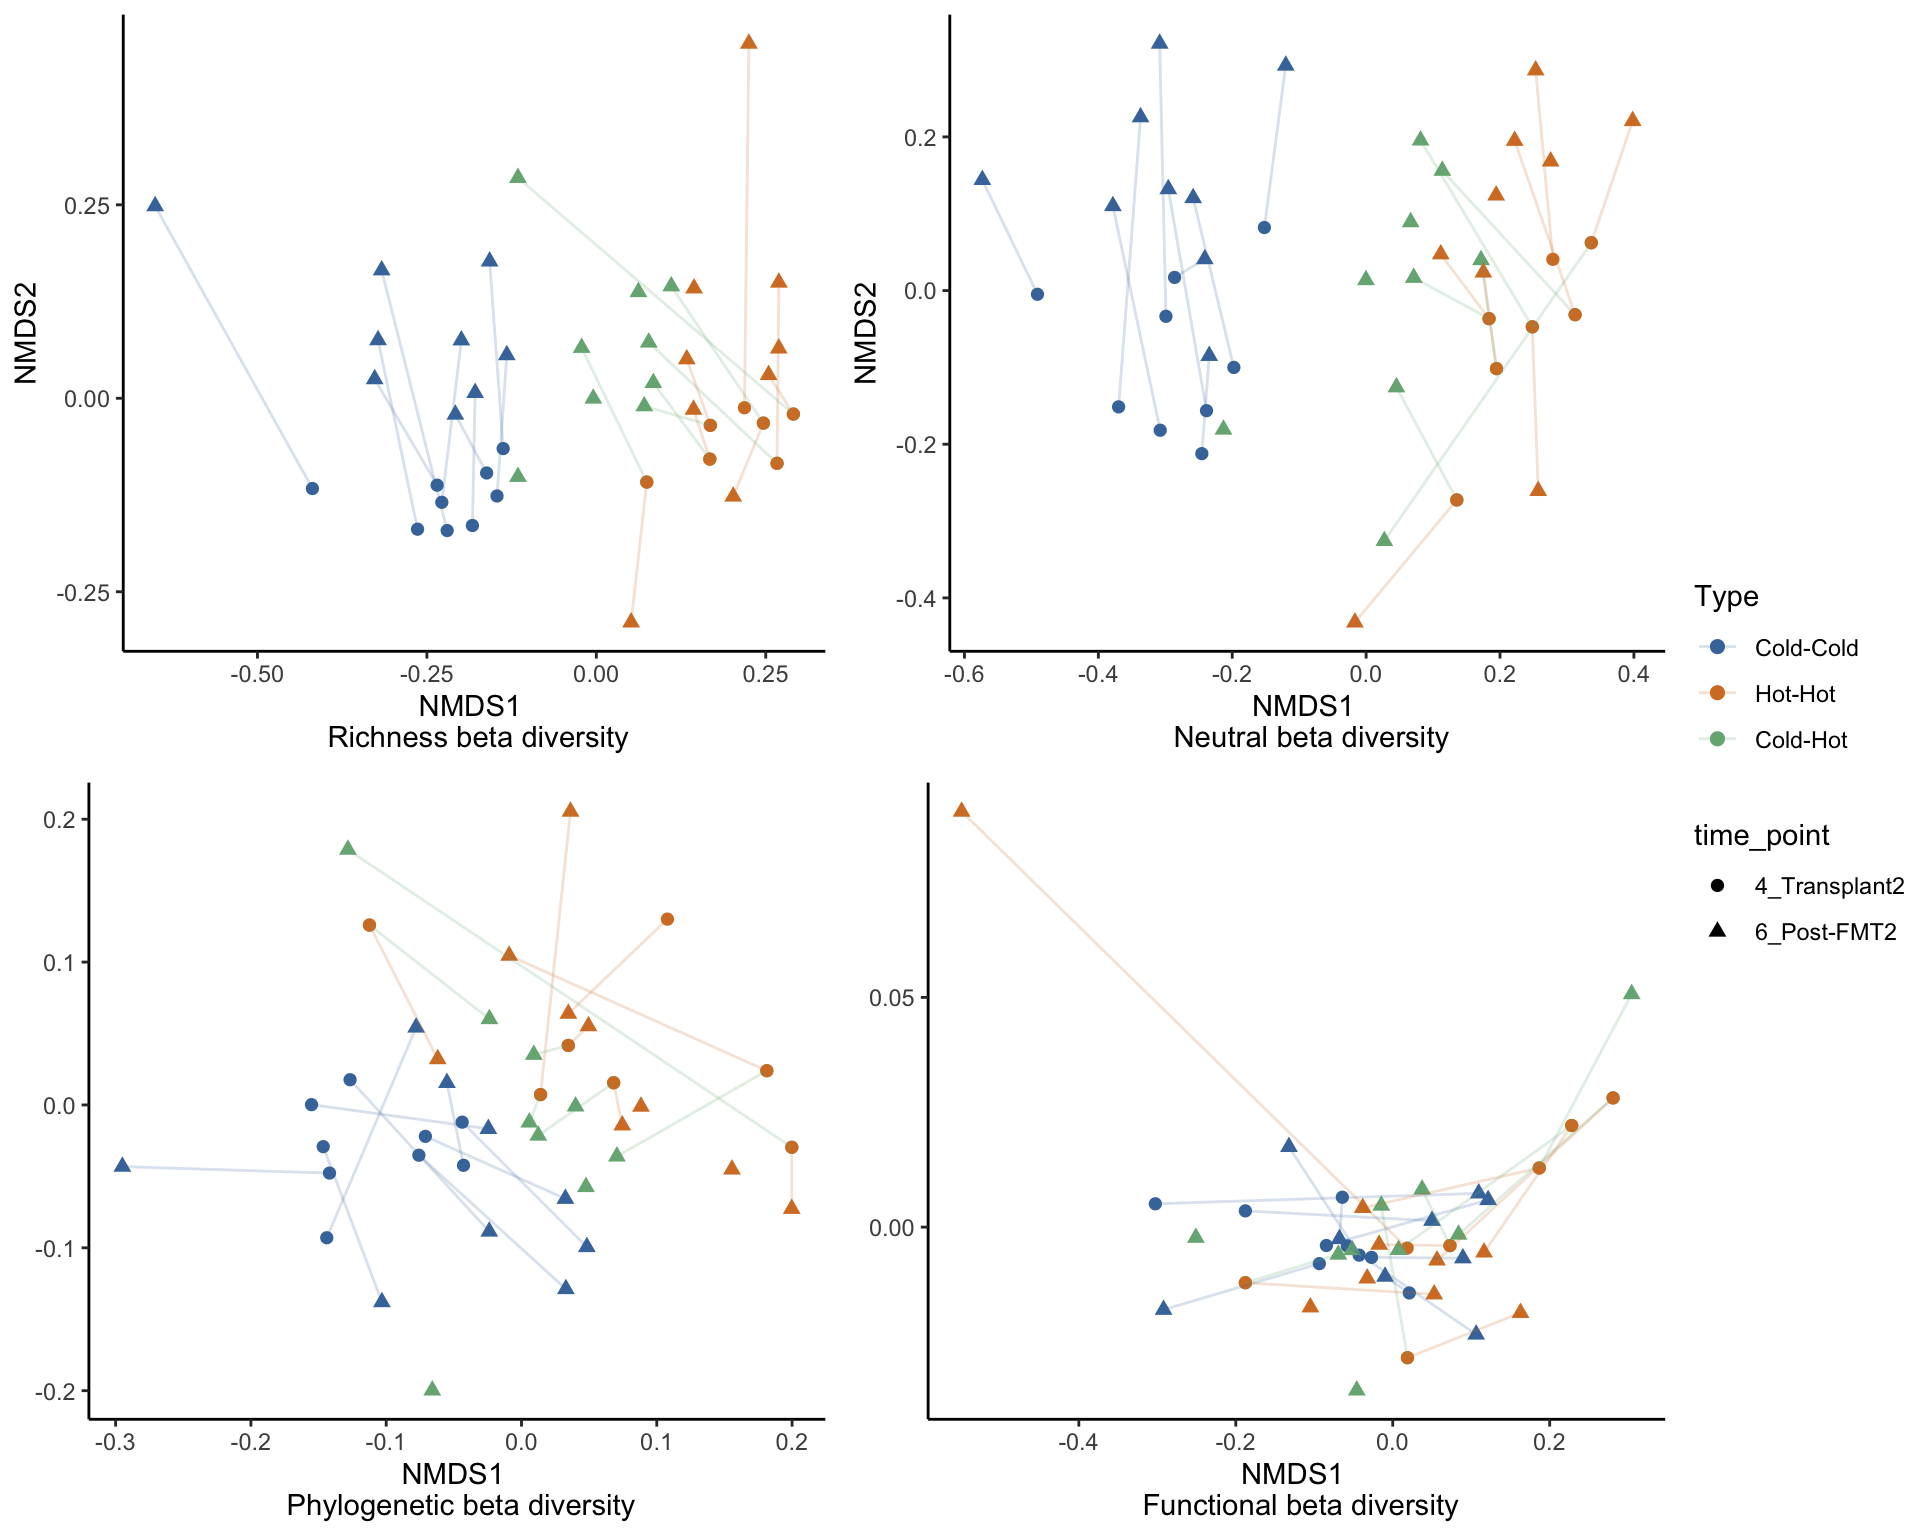 NMDS2
0.25
0.00
-0.25
-0.50
-0.25
0.00
0.25
NMDS1
Richness beta diversity
NMDS2
0.2
0.0
-0.2
-0.4
-0.6
-0.4
-0.2
0.0
0.2
0.4
NMDS1
Neutral beta diversity
Type
Cold-Cold
Hot-Hot
Cold-Hot
time_point
4_Transplant2
6_Post-FMT2
0.2
0.1
0.0
-0.1
-0.2
-0.3
-0.2
-0.1
0.0
0.1
0.2
NMDS1
Phylogenetic beta diversity
0.05
0.00
-0.4
-0.2
0.0
0.2
NMDS1
Functional beta diversity